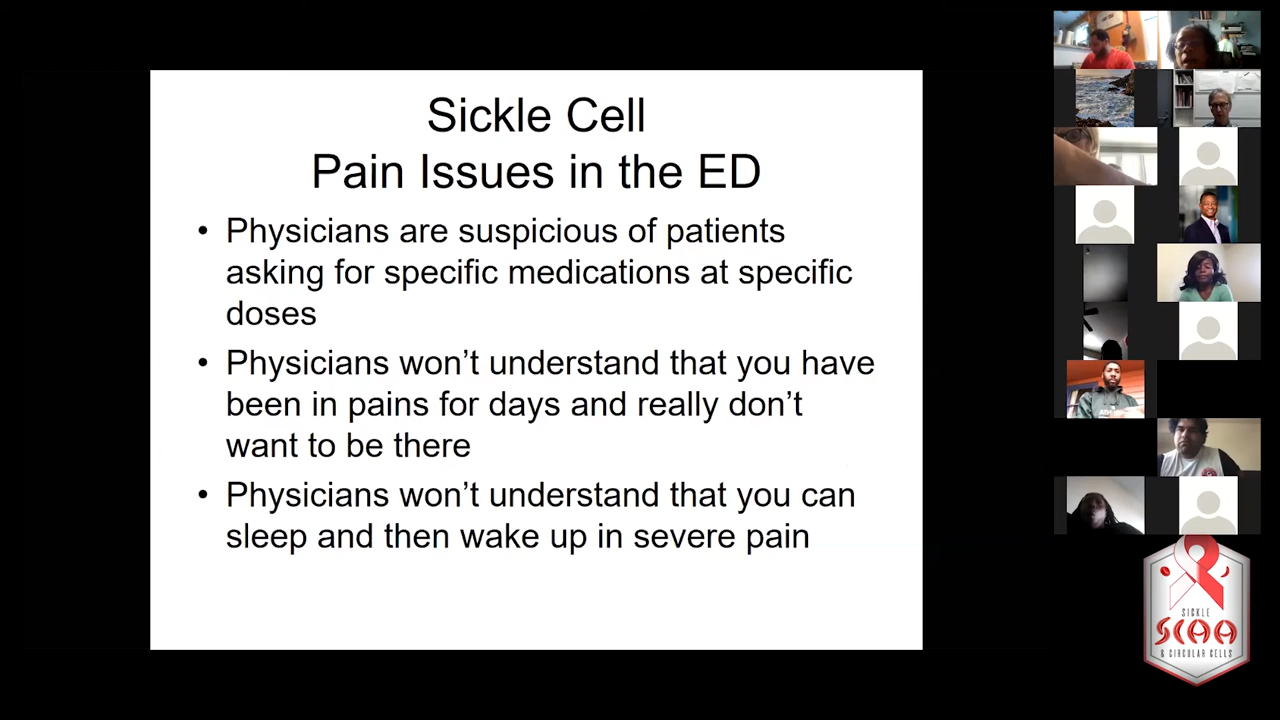 Sickle Cell
Pain Issues in the ED
• Physicians are suspicious of patients
asking for specific medications at specific
doses
• Physicians won’t understand that you have
been in pains for days and really don’t
want to be there
• Physicians won’t understand that you can
sleep and then wake up in severe pain
SICKLE
SCAA
& CIRCULAR CELLS